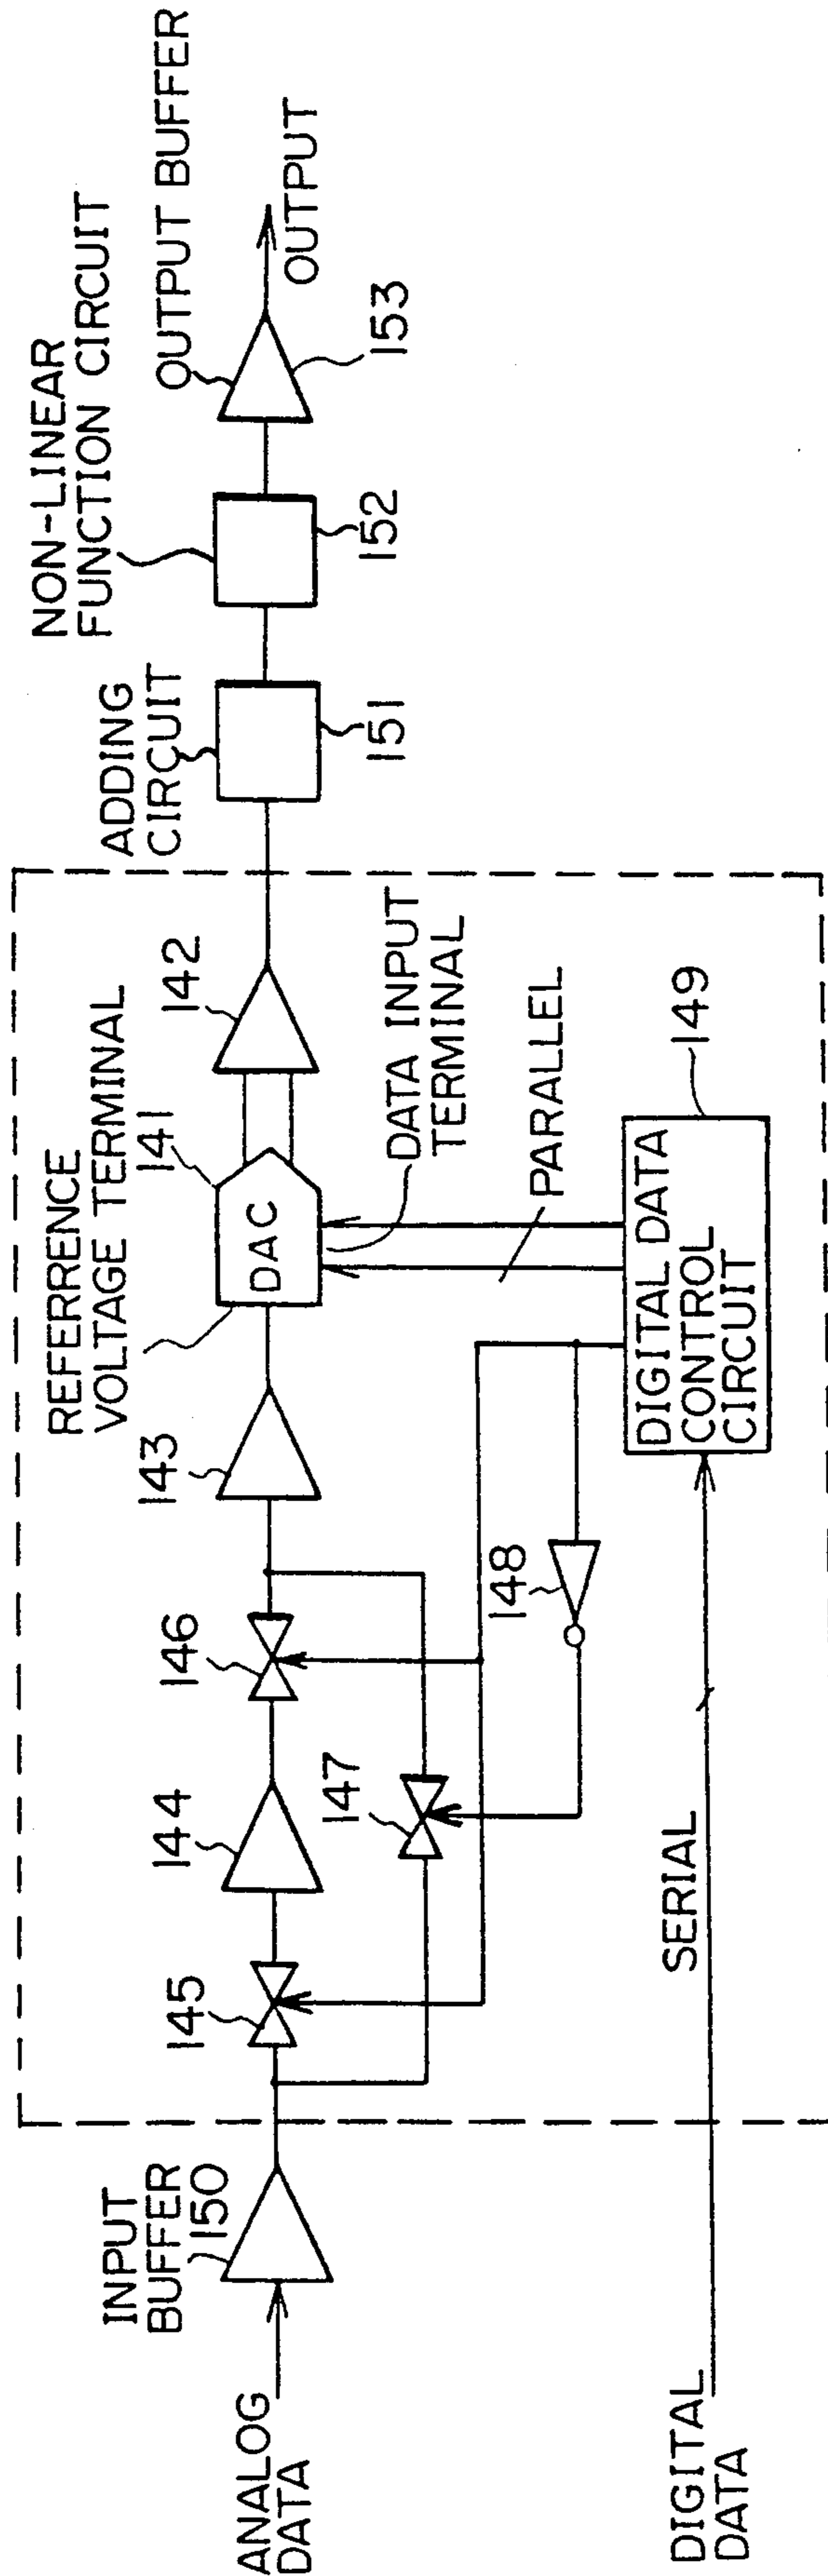 ANALOG
DATA
INPUT
BUFFER
150
145
144
146
147
143
REFERRENCE
VOLTAGE TERMINAL
141
DAC
142
DATA INPUT
TERMINAL
PARALLEL
148
149
DIGITAL DATA
CONTROL
CIRCUIT
SERIAL
DIGITAL
DATA
ADDING
CIRCUIT
151
NON-LINEAR
FUNCTION CIRCUIT
152
OUTPUT BUFFER
153
OUTPUT